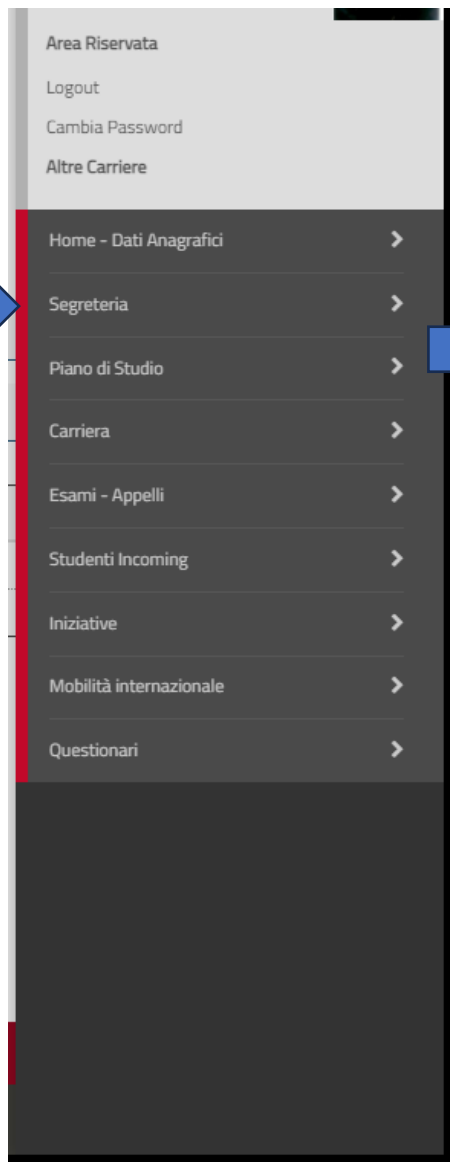 Area Riservata
Logout
Cambia Password
Altre Carriere
Home - Dati Anagrafici
Segreteria
Piano di Studio
Carriera
Esami - Appelli
Studenti Incoming
Iniziative
Mobilità internazionale
Questionari